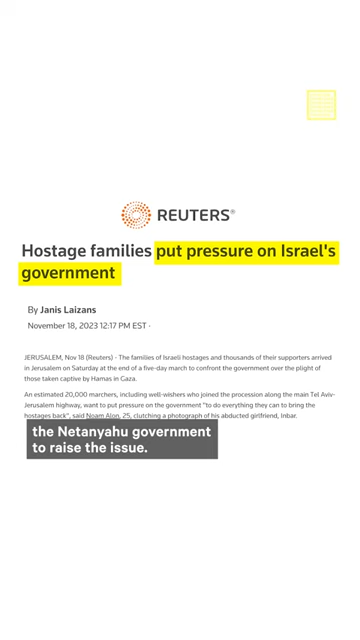 REUTERS®
Hostage families put pressure on Israel's
government
By Janis Laizans
November 18, 2023 12:17 PM EST ·
JERUSALEM, Nov 18 (Reuters) - The families of Israeli hostages and thousands of their supporters arrived
in Jerusalem on Saturday at the end of a five-day march to confront the government over the plight of
those taken captive by Hamas in Gaza.
An estimated 20,000 marchers, including well-wishers who joined the procession along the main Tel Aviv-
Jerusalem highway, want to put pressure on the government "to do everything they can to bring the
hostages back", said Noam Alon, 25, clutching a photograph of his abducted girlfriend, Inbar.
the Netanyahu government
to raise the issue.